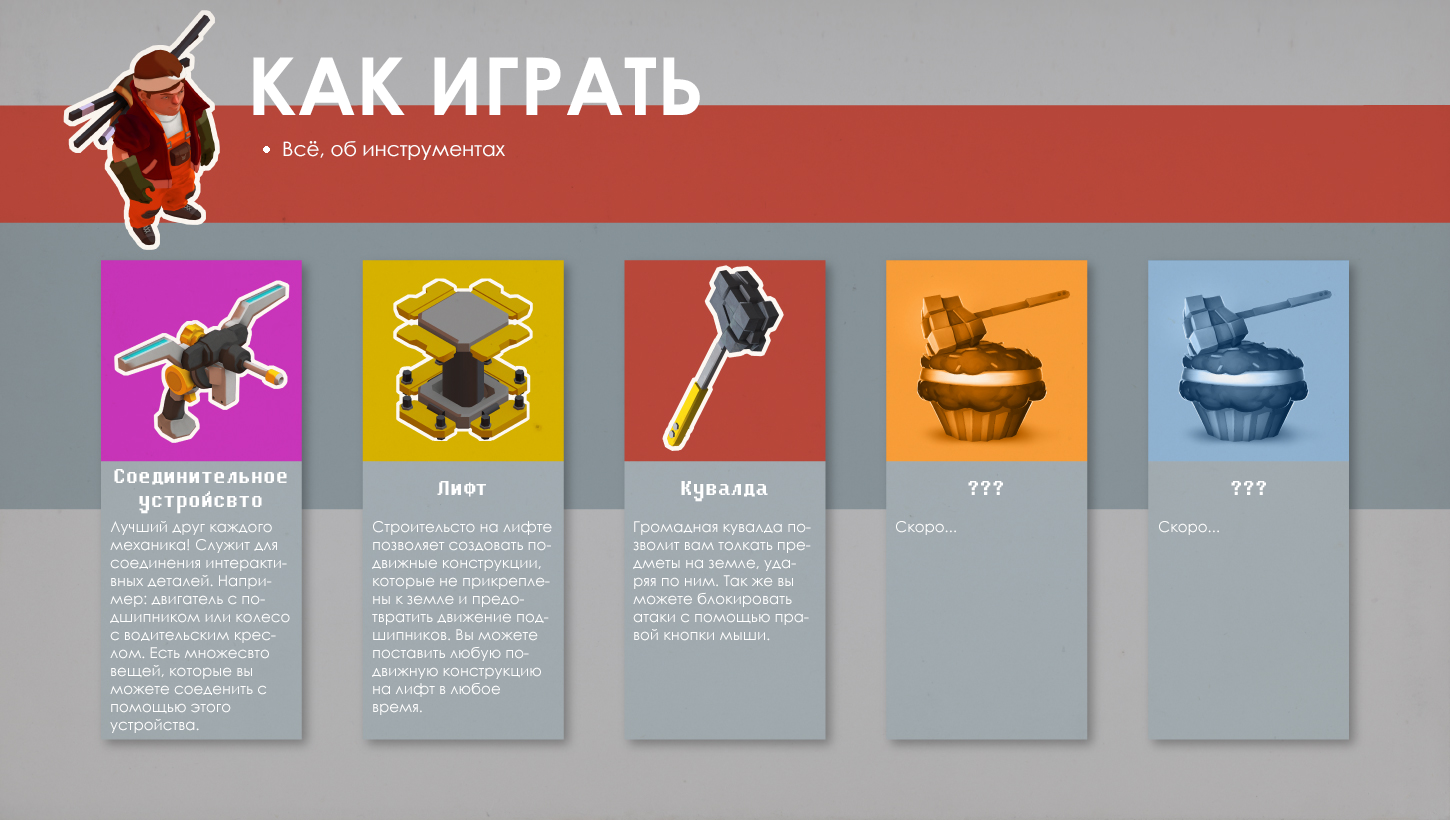 КАК ИГРАТЬ
• Всё, об инструментах
Соединительное
устройсвто
Лучший друг каждого
механика! Служит для
соединения интеракти-
вных деталей. Напри-
мер: двигатель с по-
дшипником или колесо
с водительским крес-
лом. Есть множесвто
вещей, которые вы
можете соеденить с
помощью этого
устройства.
Лифт
Строительсто на лифте
позволяет создовать по-
движные конструкции,
которые не прикрепле-
ны к земле и предо-
твратить движение под-
шипников. Вы можете
поставить любую по-
движную конструкцию
на лифт в любое
время.
Кувалда
Громадная кувалда по-
зволит вам толкать пре-
дметы на земле, уда-
ряя по ним. Так же вы
можете блокировать
атаки с помощью пра-
вой кнопки мыши.
???
Скоро...
???
Скоро...